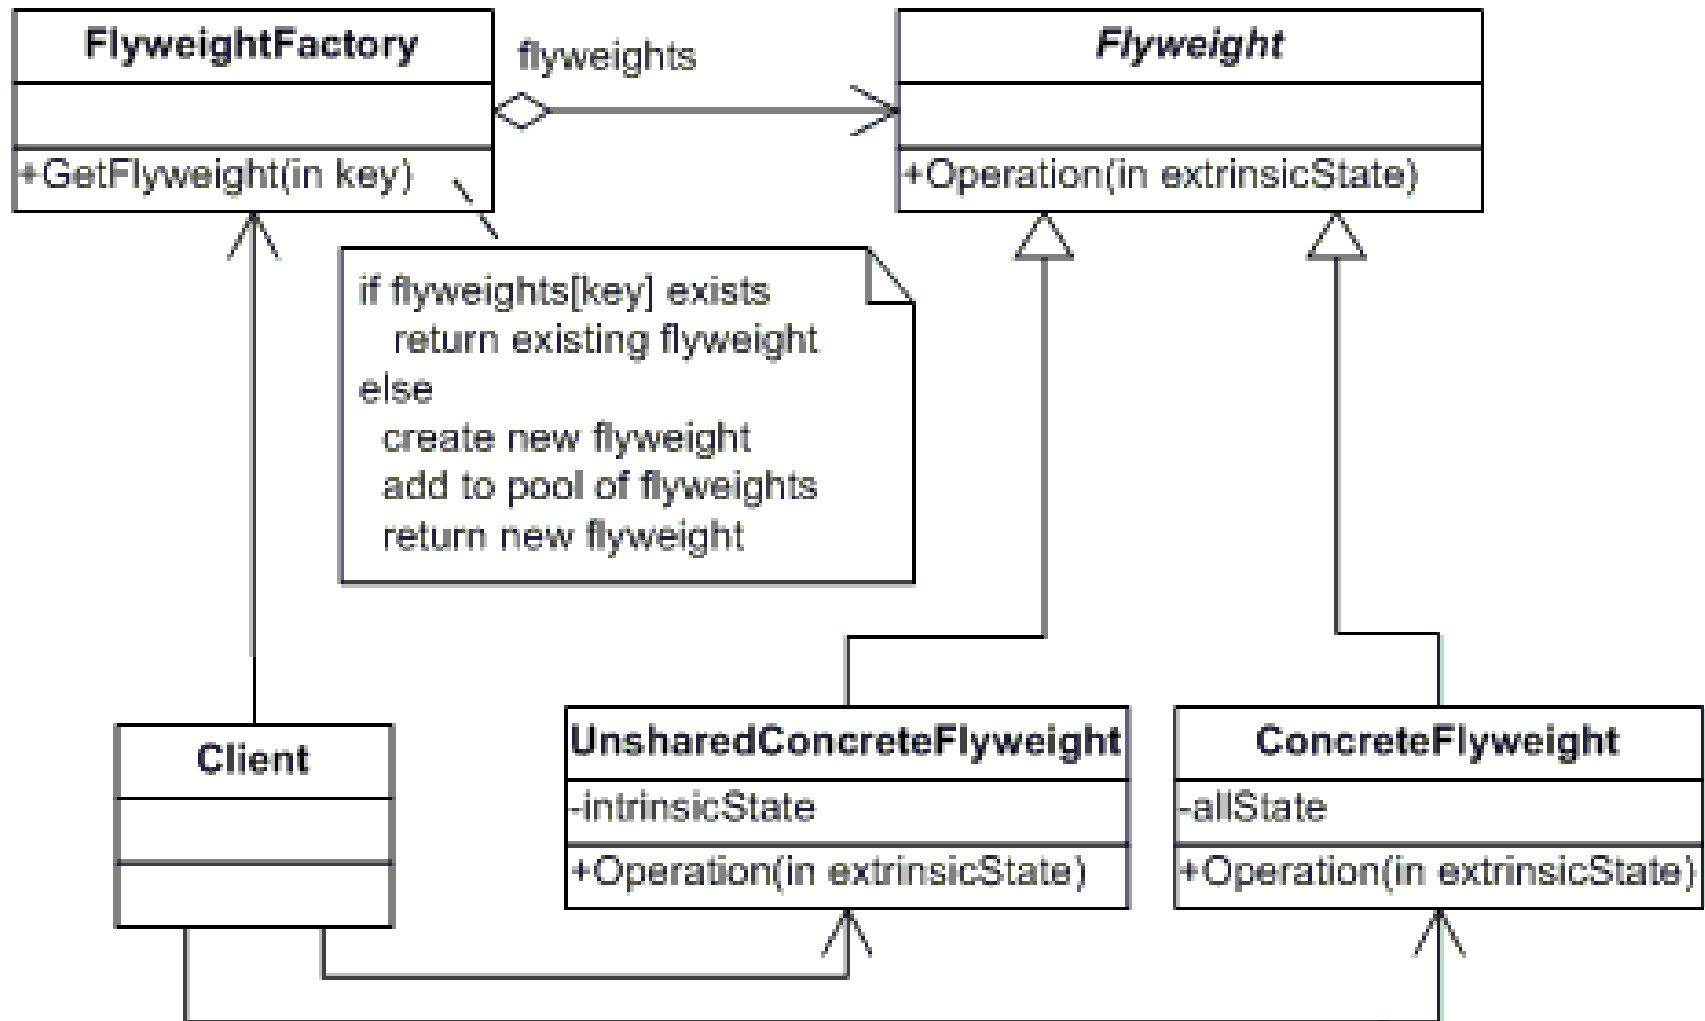 FlyweightFactory
+GetFlyweight(in key)
flyweights
Flyweight
+Operation(in extrinsicState)
if flyweights[key] exists
return existing flyweight
else
create new flyweight
add to pool of flyweights
return new flyweight
Client
UnsharedConcreteFlyweight
-intrinsicState
+Operation(in extrinsicState)
ConcreteFlyweight
-allState
+Operation(in extrinsicState)